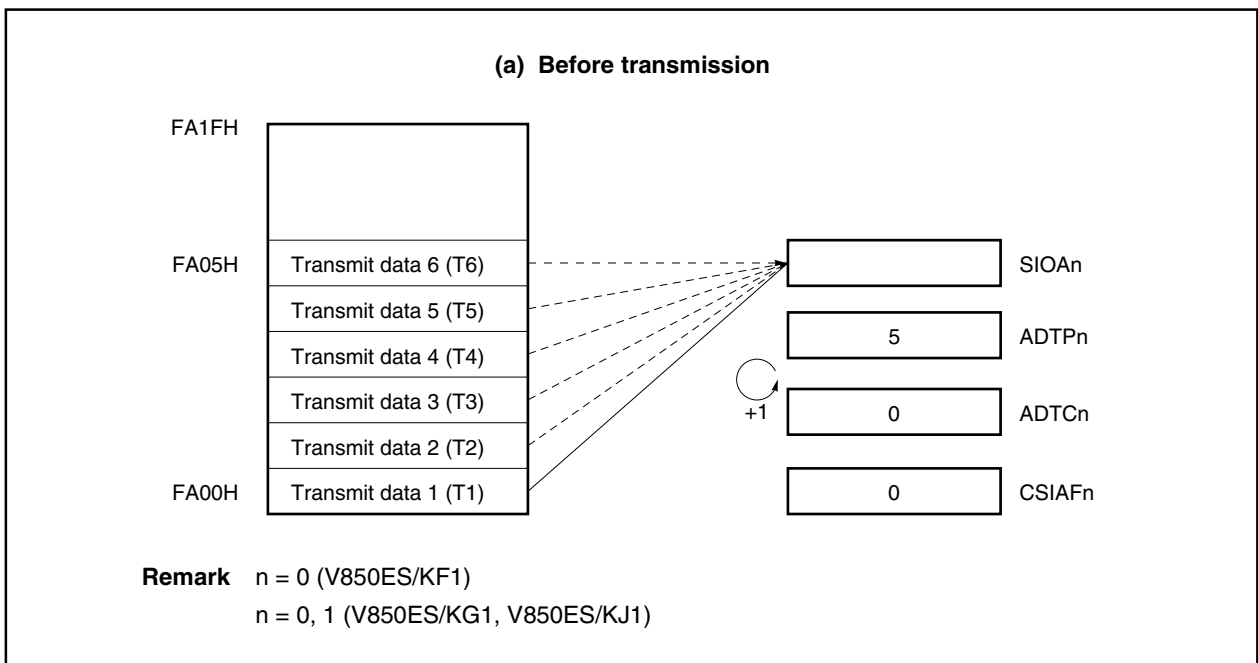 (a) Before transmission
FA1FH
FA05H Transmit data 6 (T6) SIOAn
Transmit data 5 (T5)
5 ADTPn
Transmit data 4 (T4)
Transmit data 3 (T3)
+1 0 ADTCn
Transmit data 2 (T2)
FA00H Transmit data 1 (T1) 0 CSIAFn
Remark n = 0 (V850ES/KF1)
n = 0, 1 (V850ES/KG1, V850ES/KJ1)